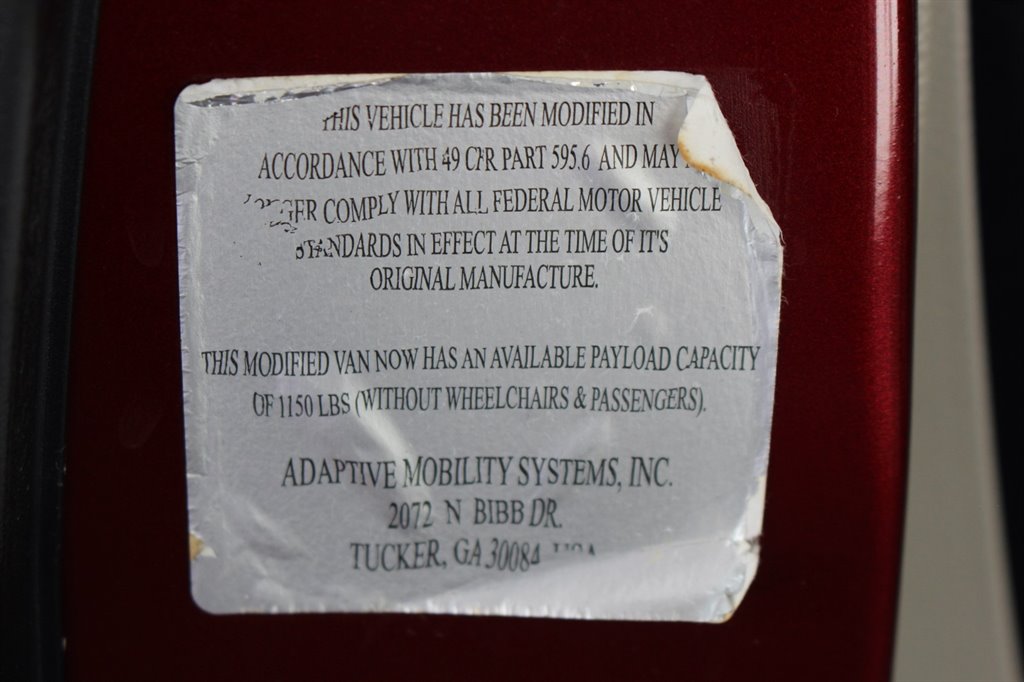 THIS VEHICLE HAS BEEN MODIFIED IN
ACCORDANCE WITH 49 CFR PART 595.6 AND MAY
COMPLY WITH ALL FEDERAL MOTOR VEHICLE
STANDARDS IN EFFECT AT THE TIME OF IT'S
ORIGINAL MANUFACTURE.
THIS MODIFIED VAN NOW HAS AN AVAILABLE PAYLOAD CAPACITY
OF 1150 LBS (WITHOUT WHEELCHAIRS & PASSENGERS).
ADAPTIVE MOBILITY SYSTEMS, INC.
2072 N BIBB DR.
TUCKER, GA 30084